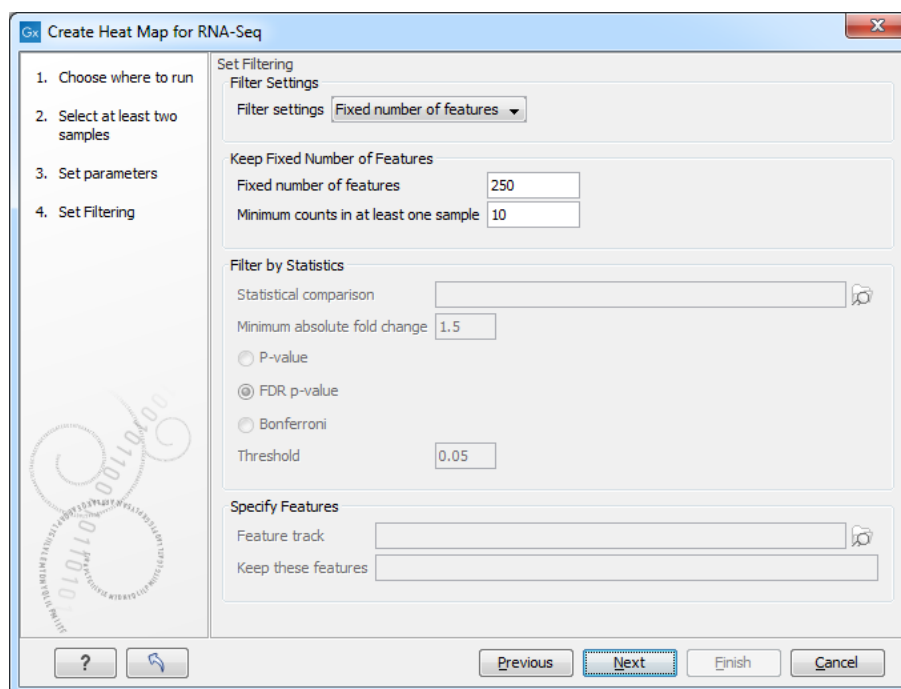 Gx Create Heat Map for RNA-Seq
1. Choose where to run
2. Select at least two
samples
3. Set parameters
4. Set Filtering
Set Filtering
Filter Settings
Filter settings Fixed number of features
Keep Fixed Number of Features
Fixed number of features 250
Minimum counts in at least one sample 10
Filter by Statistics
Statistical comparison
Minimum absolute fold change 1.5
P-value
FDR p-value
Bonferroni
Threshold 0.05
Specify Features
Feature track
Keep these features
? Previous Next Finish Cancel